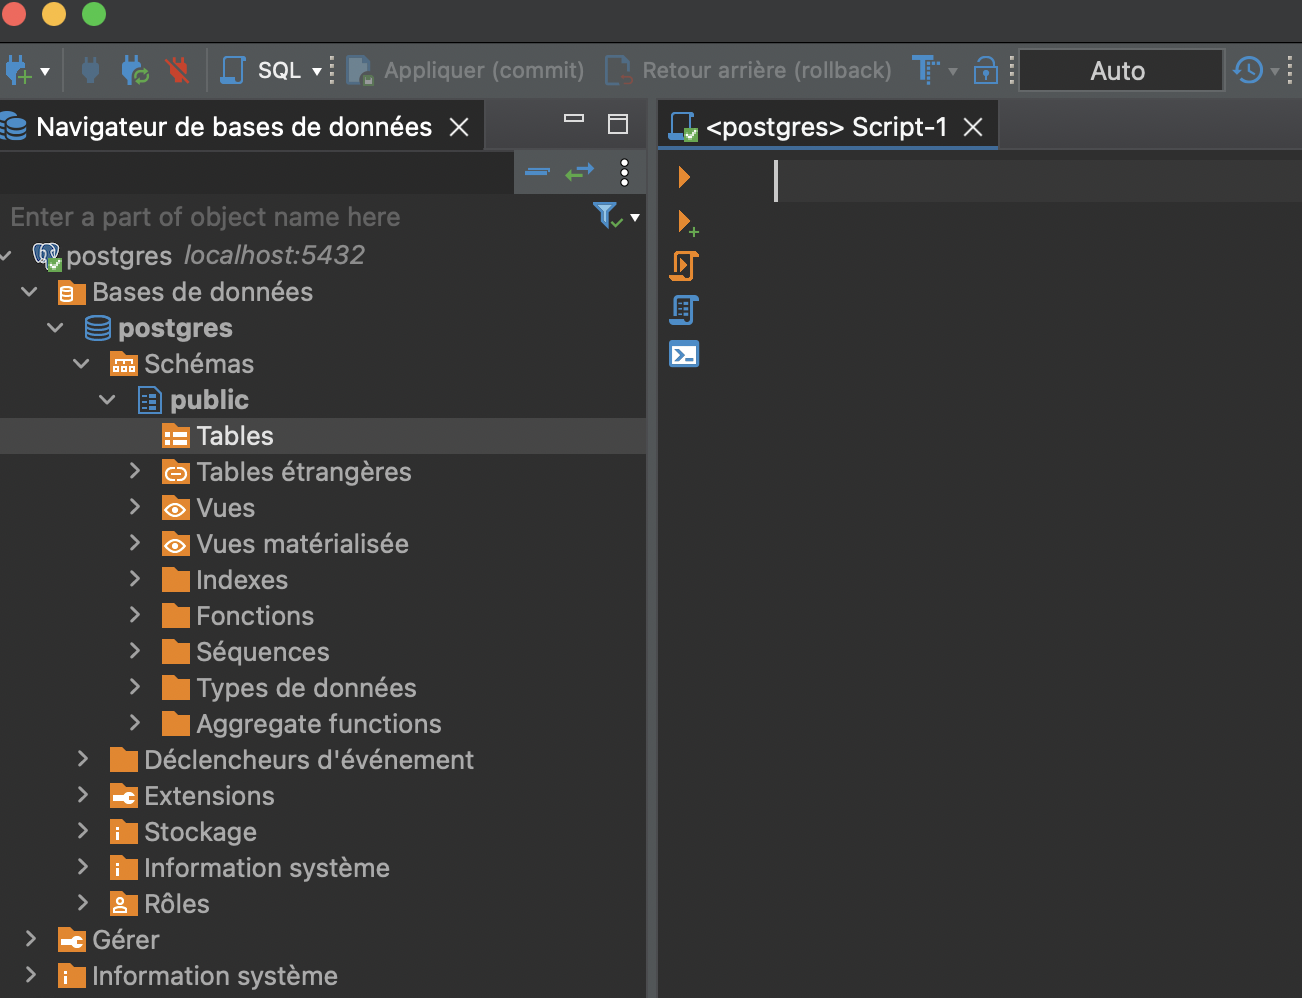 SQL Appliquer (commit) Retour arrière (rollback) Auto
Navigateur de bases de données
<postgres> Script-1
Enter a part of object name here
postgres localhost:5432
Bases de données
postgres
Schémas
public
Tables
Tables étrangères
Vues
Vues matérialisée
Indexes
Fonctions
Séquences
Types de données
Aggregate functions
Déclencheurs d'événement
Extensions
Stockage
Information système
Rôles
Gérer
Information système